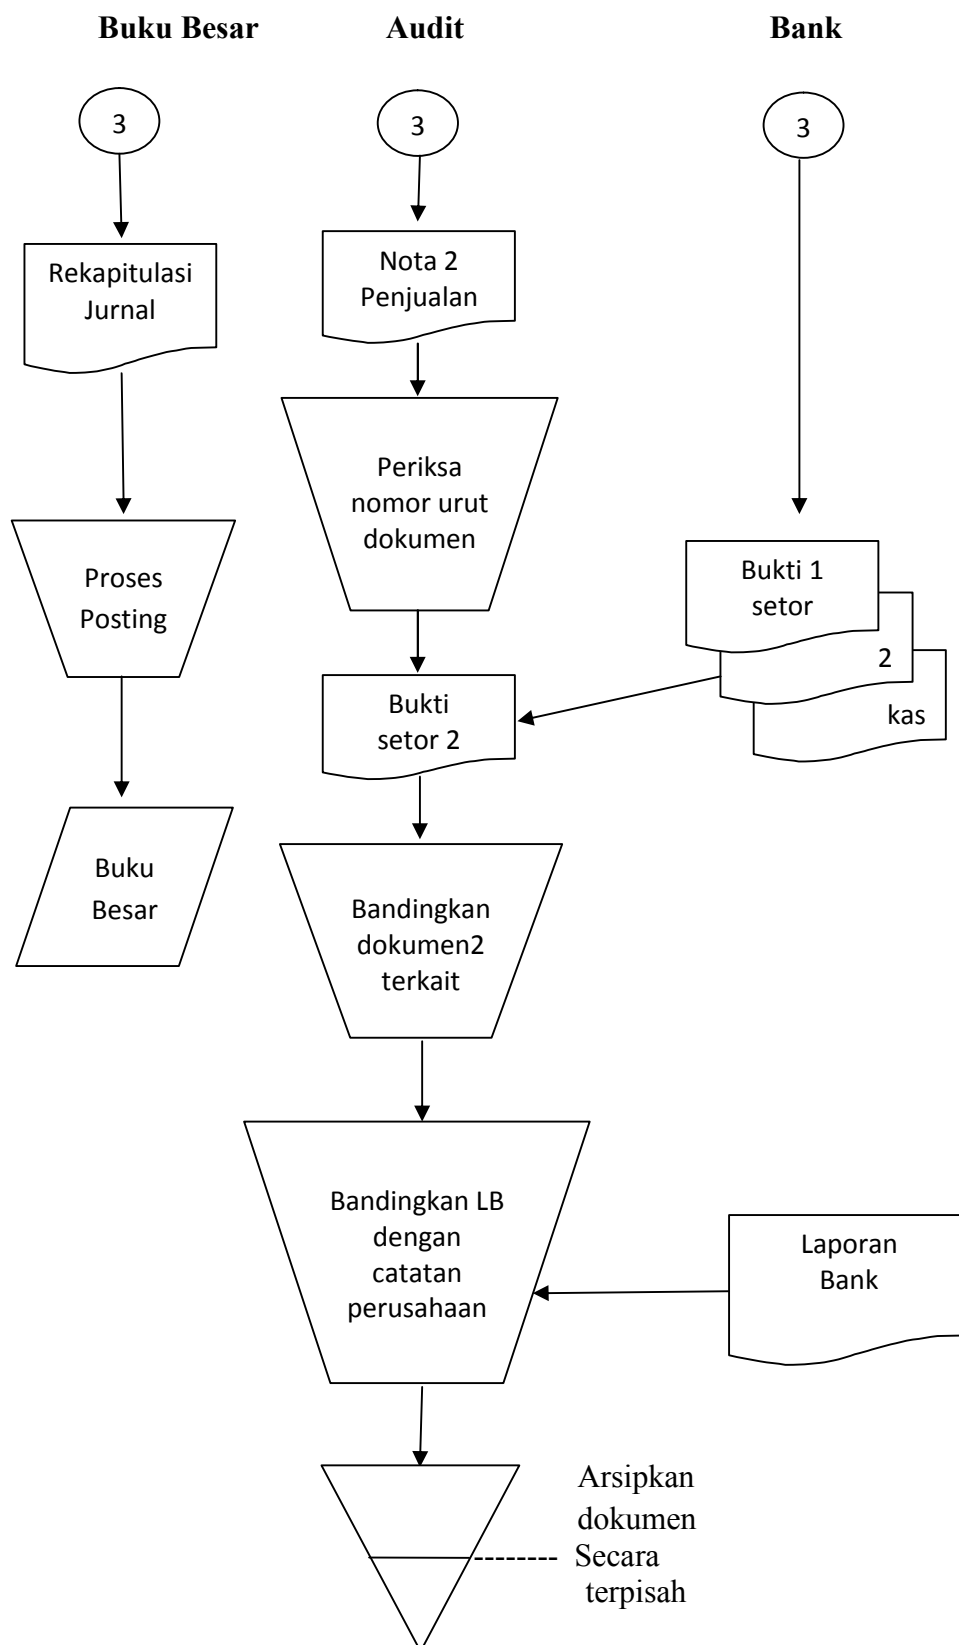 Buku Besar
Audit
Bank
3
3
3
Rekapitulasi
Jurnal
Nota 2
Penjualan
Periksa
nomor urut
dokumen
Proses
Posting
Bukti 1
setor
2
kas
Bukti
setor 2
Buku
Besar
Bandingkan
dokumen2
terkait
Bandingkan LB
dengan
catatan
perusahaan
Laporan
Bank
Arsipkan
dokumen
Secara
terpisah